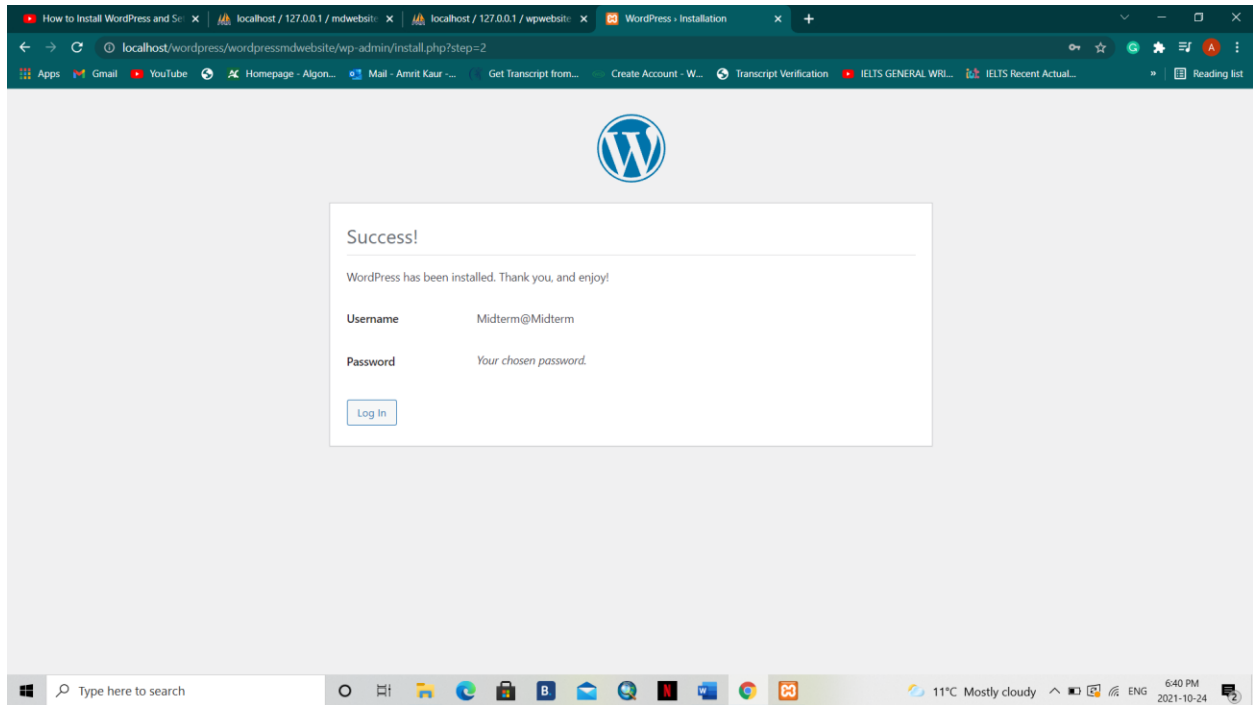 How to Install WordPress and Se
localhost / 127.0.0.1 / mdwebsite
localhost / 127.0.0.1 / wpwebsite
WordPress › Installation
localhost/wordpress/wordpressmdwebsite/wp-admin/install.php?step=2
A
Apps Gmail YouTube Homepage - Algon... Mail - Amrit Kaur -... Get Transcript from... Create Account - W... Transcript Verification IELTS GENERAL WRI... IELTS Recent Actual... » Reading list
Success!
WordPress has been installed. Thank you, and enjoy!
Username Midterm@Midterm
Password Your chosen password.
Log In
Type here to search
11°C Mostly cloudy ENG 6:40 PM
2021-10-24
2